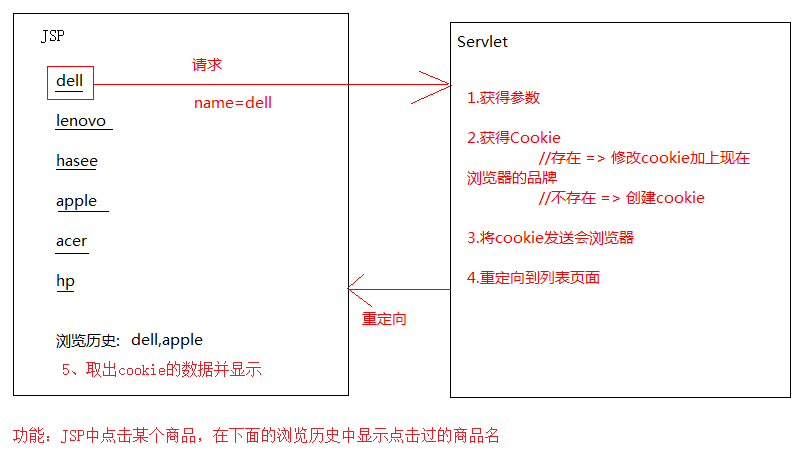 JSP
dell
lenovo
hasee
apple
acer
hp
浏览历史: dell,apple
5、取出cookie的数据并显示
请求
name=dell
重定向
Servlet
1.获得参数
2.获得Cookie
//存在 => 修改cookie加上现在
浏览器的品牌
//不存在 => 创建cookie
3.将cookie发送会浏览器
4.重定向到列表页面
功能: JSP中点击某个商品，在下面的浏览历史中显示点击过的商品名